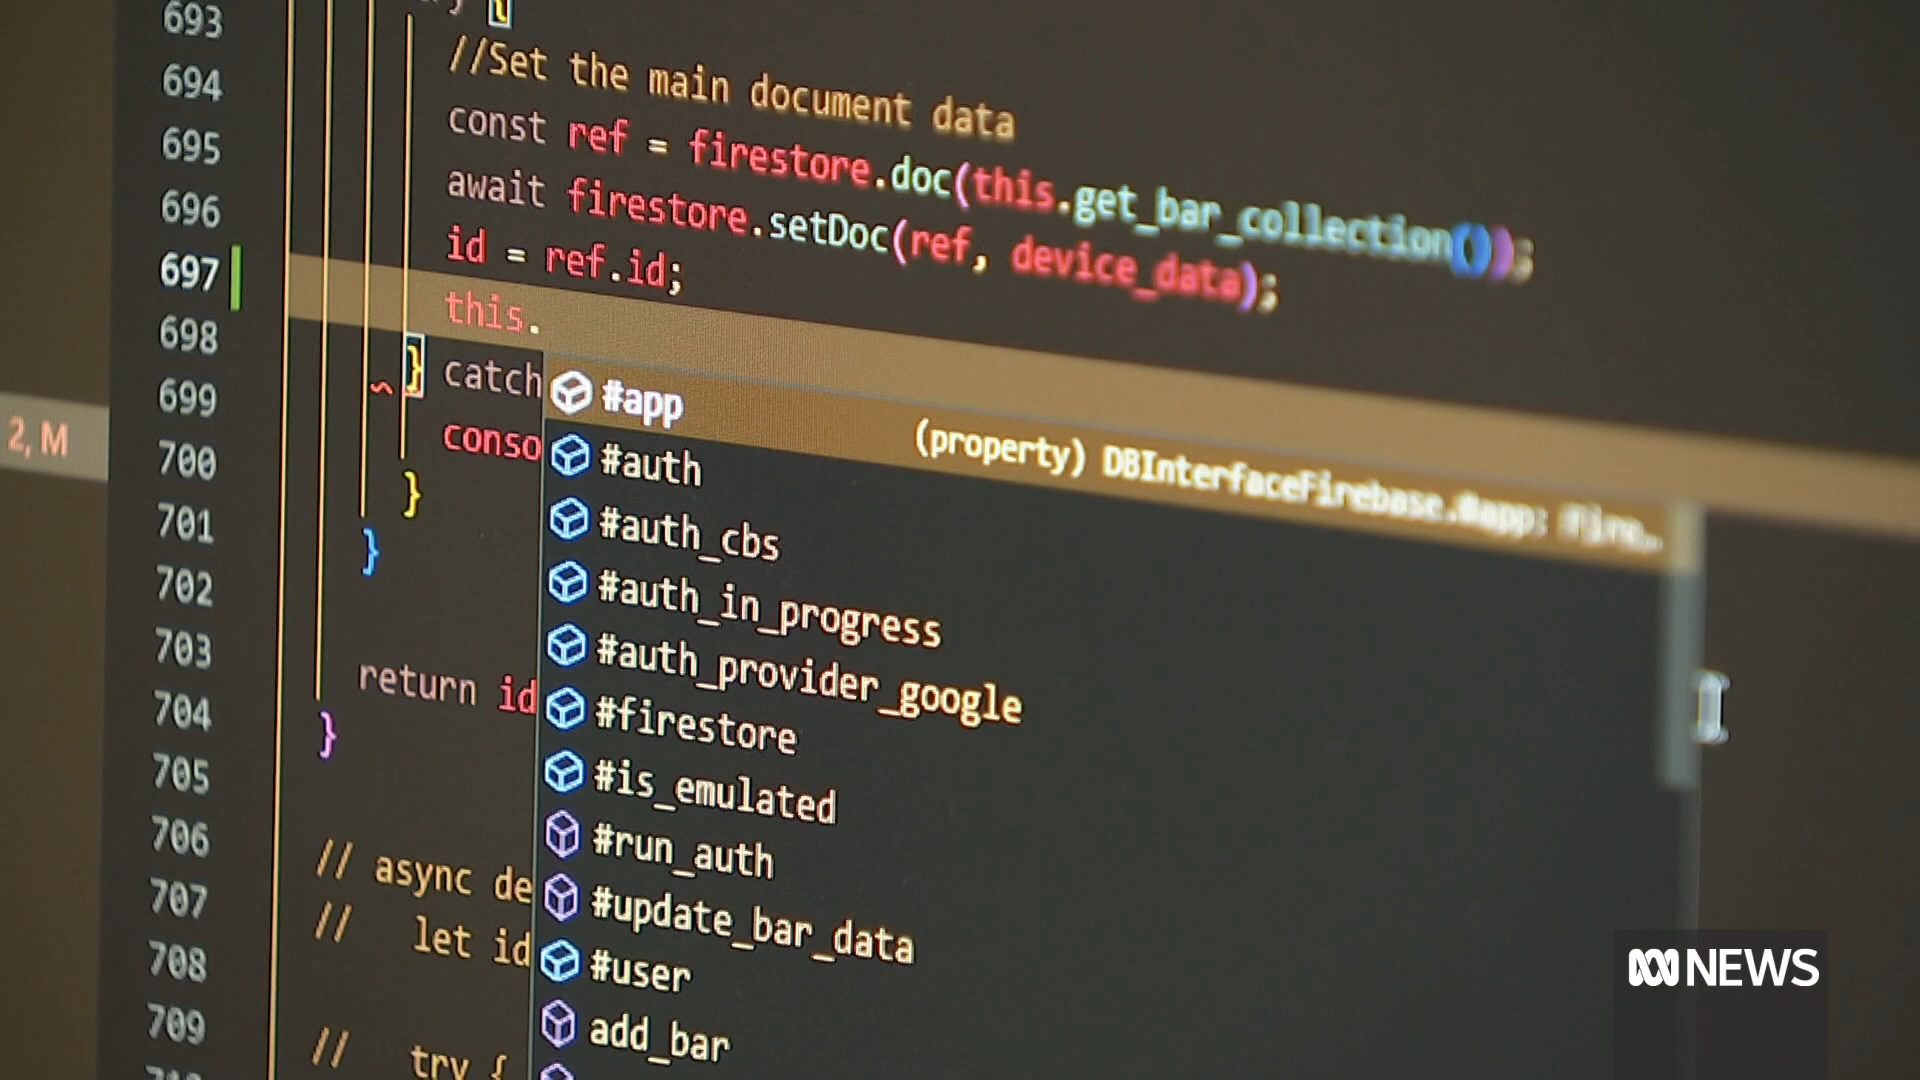 693
694 //Set the main document data
695 const ref = firestore.doc(this.get_bar_collection());
696 await firestore.setDoc(ref, device_data);
697 id = ref.id;
this.
698 } catch
699 conso
700 }
701 }
702
703 return id
704 }
705
706 // async de
707 // let id
708
709 // try {
2, M
#app (property) DBInterfaceFirebase.#app: Fire…
#auth
#auth_cbs
#auth_in_progress
#auth_provider_google
#firestore
#is_emulated
#run_auth
#update_bar_data
#user
add_bar
NEWS